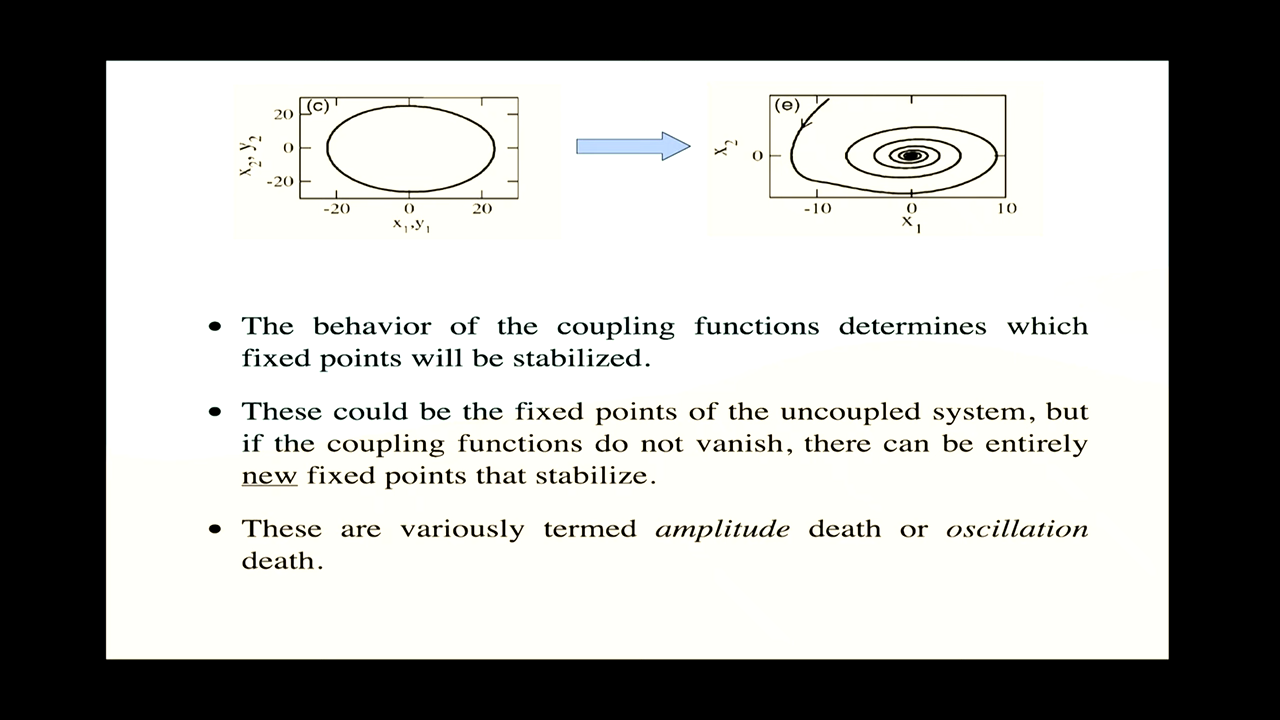 (c)
20
0
-20
x₂, y₂
-20 0 20
x₁,y₁
(e)
x₂
0
-10 0 10
x₁
• The behavior of the coupling functions determines which
fixed points will be stabilized.
• These could be the fixed points of the uncoupled system, but
if the coupling functions do not vanish, there can be entirely
new fixed points that stabilize.
• These are variously termed amplitude death or oscillation
death.